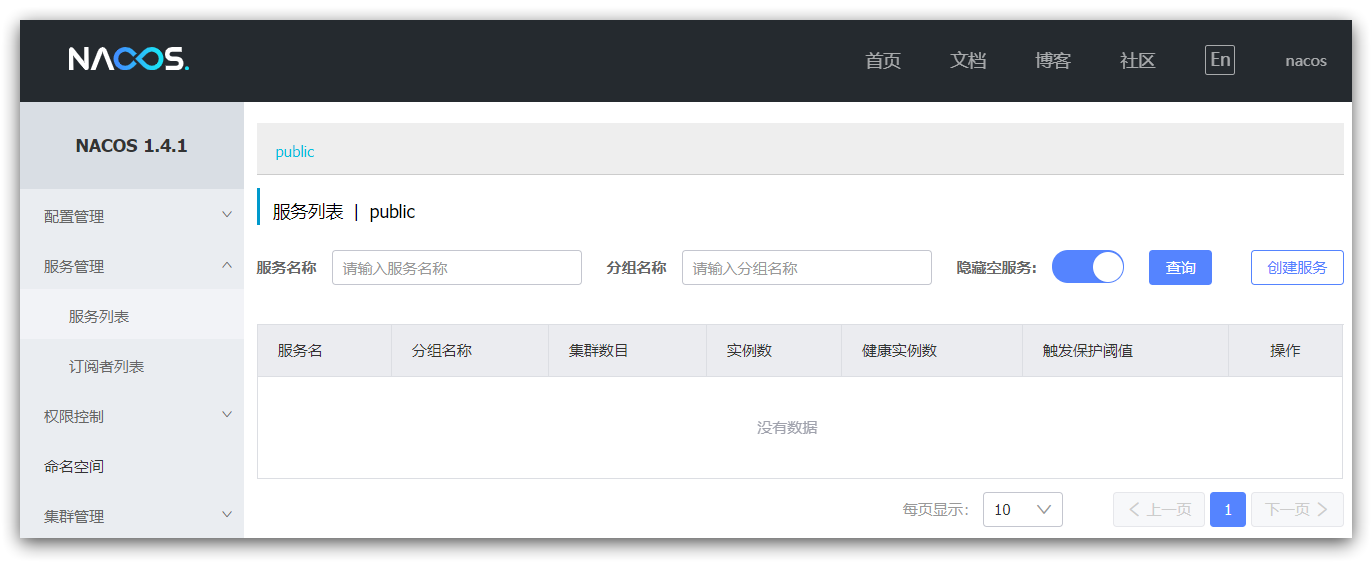 NACOS. 首页 文档 博客 社区 En nacos
NACOS 1.4.1
配置管理
服务管理
服务列表
订阅者列表
权限控制
命名空间
集群管理
public
服务列表 | public
服务名称 请输入服务名称 分组名称 请输入分组名称 隐藏空服务: 查询 创建服务
服务名 分组名称 集群数目 实例数 健康实例数 触发保护阈值 操作
没有数据
每页显示: 10 上一页 1 下一页